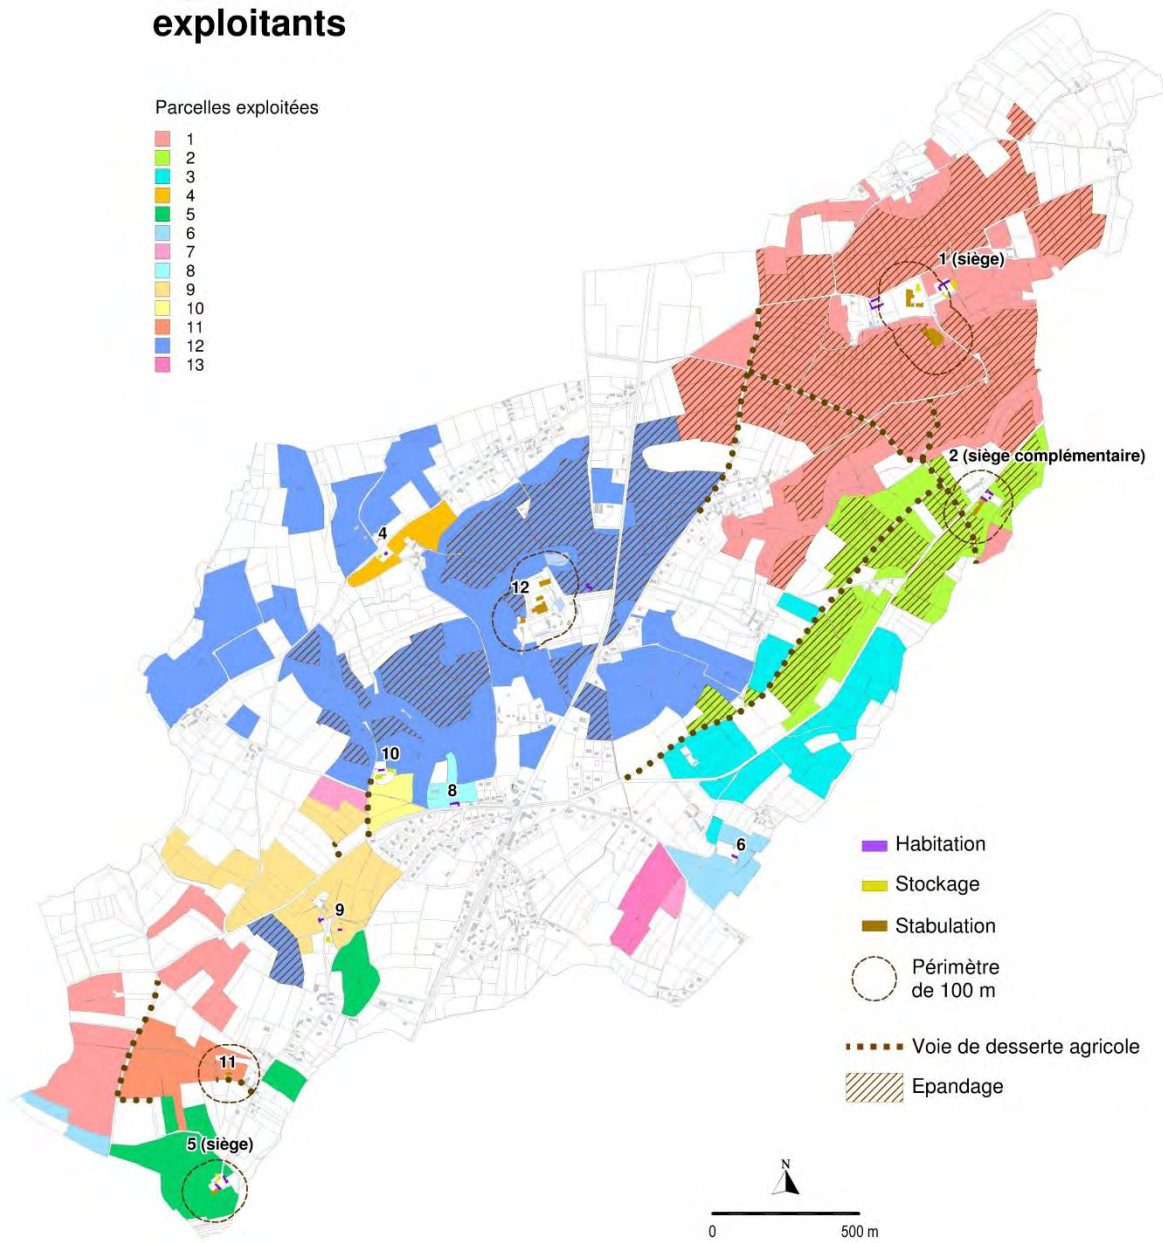 exploitants
Parcelles exploitées
1
2
3
4
5
6
7
8
9
10
11
12
13
1 (siège)
2 (siège complémentaire)
4
12
10
8
6
9
11
5 (siège)
Habitation
Stockage
Stabulation
Périmètre
de 100 m
Voie de desserte agricole
Epandage
N
0
500 m